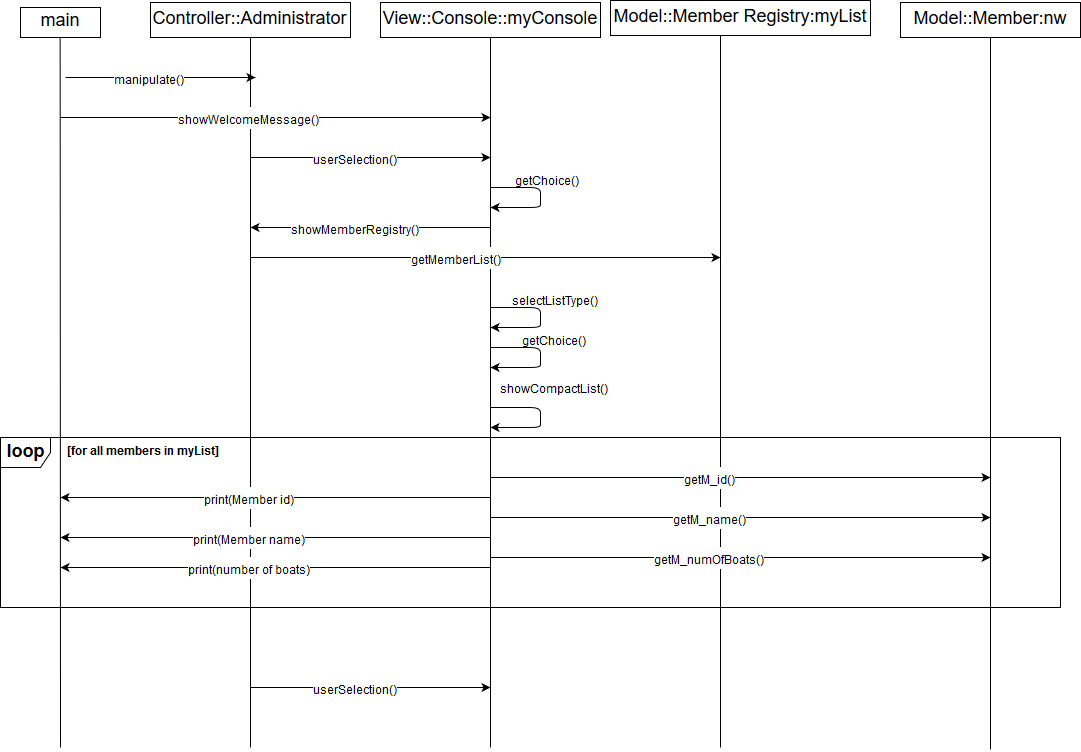 main
Controller::Administrator
View::Console::myConsole
Model::Member Registry:myList
Model::Member:nw
manipulate()
showWelcomeMessage()
userSelection()
getChoice()
showMemberRegistry()
getMemberList()
selectListType()
getChoice()
showCompactList()
loop
[for all members in myList]
getM_id()
print(Member id)
getM_name()
print(Member name)
getM_numOfBoats()
print(number of boats)
userSelection()